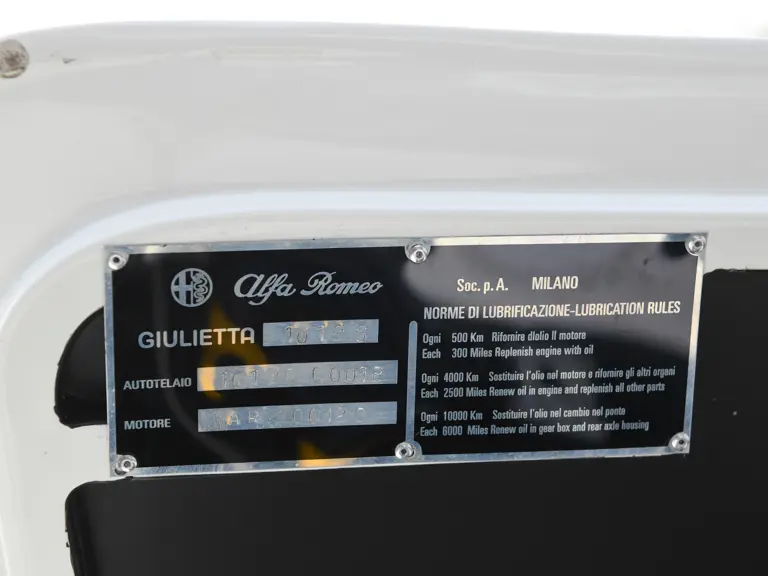 Alfa Romeo
Soc. p. A. MILANO
GIULIETTA
AUTOTELAIO
MOTORE
NORME DI LUBRIFICAZIONE-LUBRICATION RULES
Ogni 500 Km Rifornire dlolio Il motore
Each 300 Miles Replenish engine with oil
Ogni 4000 Km Sostituire l'olio nel motore e rifornire gli altri organi
Each 2500 Miles Renew oil in engine and replenish all other parts
Ogni 10000 Km Sostituire l'olio nel cambio nel ponte
Each 6000 Miles Renew oil in gear box and rear axle housing